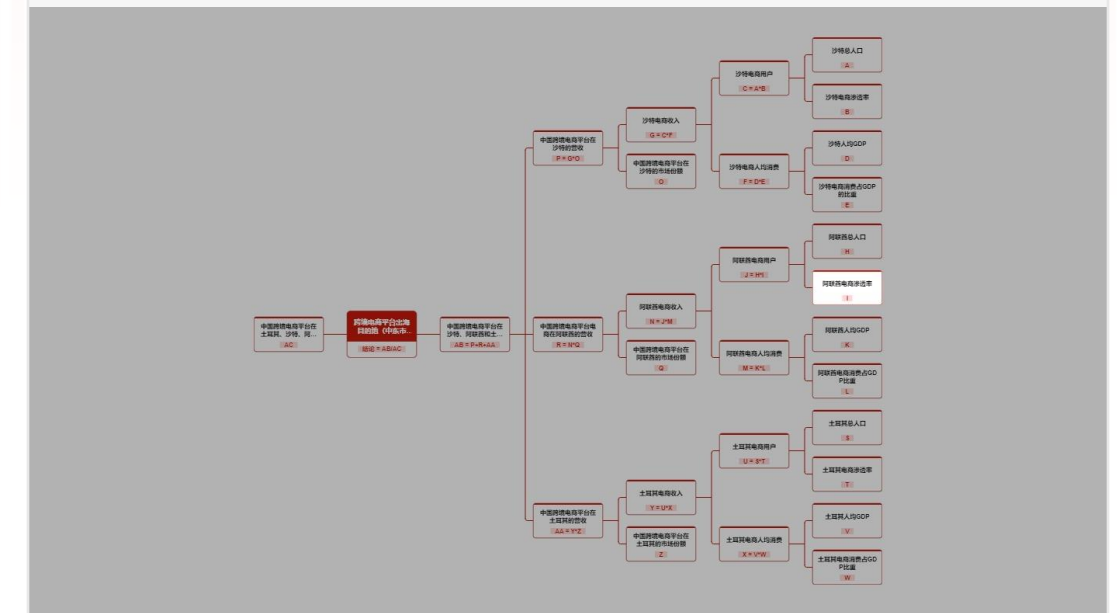 沙特总人口
A
沙特电商用户
C = A*B
沙特电商渗透率
B
沙特电商收入
G = C*F
中国跨境电商平台在
沙特的营收
P = G*O
沙特人均GDP
D
中国跨境电商平台在
沙特的市场份额
O
沙特电商人均消费
F = D*E
沙特电商消费占GDP
的比重
E
阿联酋总人口
H
阿联酋电商用户
J = H*I
阿联酋电商渗透率
I
阿联酋电商收入
N = J*M
中国跨境电商平台在
土耳其、沙特、阿...
AC
跨境电商平台出海
目的地（中东市...
结论 = AB/AC
中国跨境电商平台在
沙特、阿联酋和土...
AB = P+R+AA
中国跨境电商平台电
商在阿联酋的营收
R = N*Q
阿联酋人均GDP
K
中国跨境电商平台在
阿联酋的市场份额
Q
阿联酋电商人均消费
M = K*L
阿联酋电商消费占GD
P比重
L
土耳其总人口
S
土耳其电商用户
U = S*T
土耳其电商渗透率
T
土耳其电商收入
Y = U*X
中国跨境电商平台在
土耳其的营收
AA = Y*Z
土耳其人均GDP
V
中国跨境电商平台在
土耳其的市场份额
Z
土耳其电商人均消费
X = V*W
土耳其电商消费占GD
P比重
W